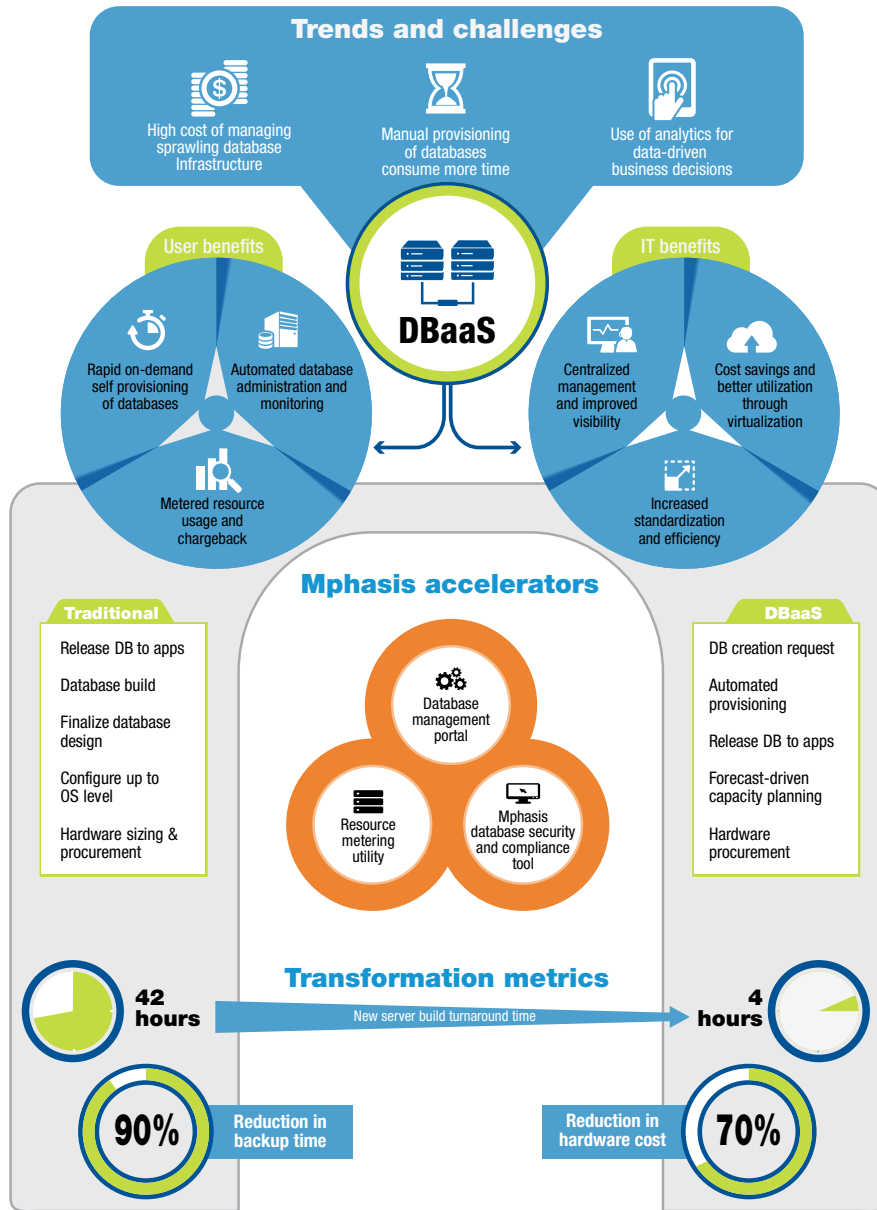 Trends and challenges
High cost of managing
sprawling database
Infrastructure
Manual provisioning
of databases
consume more time
Use of analytics for
data-driven
business decisions
DBaaS
User benefits
Rapid on-demand
self provisioning
of databases
Automated database
administration and
monitoring
Metered resource
usage and
chargeback
IT benefits
Centralized
management
and improved
visibility
Cost savings and
better utilization
through
virtualization
Increased
standardization
and efficiency
Mphasis accelerators
Traditional
Release DB to apps
Database build
Finalize database
design
Configure up to
OS level
Hardware sizing &
procurement
Database
management
portal
Resource
metering
utility
Mphasis
database security
and compliance
tool
DBaaS
DB creation request
Automated
provisioning
Release DB to apps
Forecast-driven
capacity planning
Hardware
procurement
Transformation metrics
42
hours
New server build turnaround time
4
hours
90%
Reduction in
backup time
Reduction in
hardware cost
70%